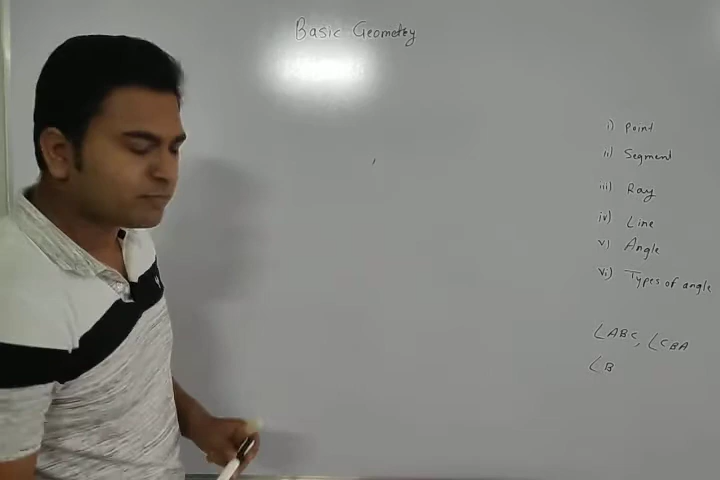 Basic Geometry
i) Point
ii) Segment
iii) Ray
iv) Line
v) Angle
vi) Types of angle
∠ABC, ∠CBA
∠B